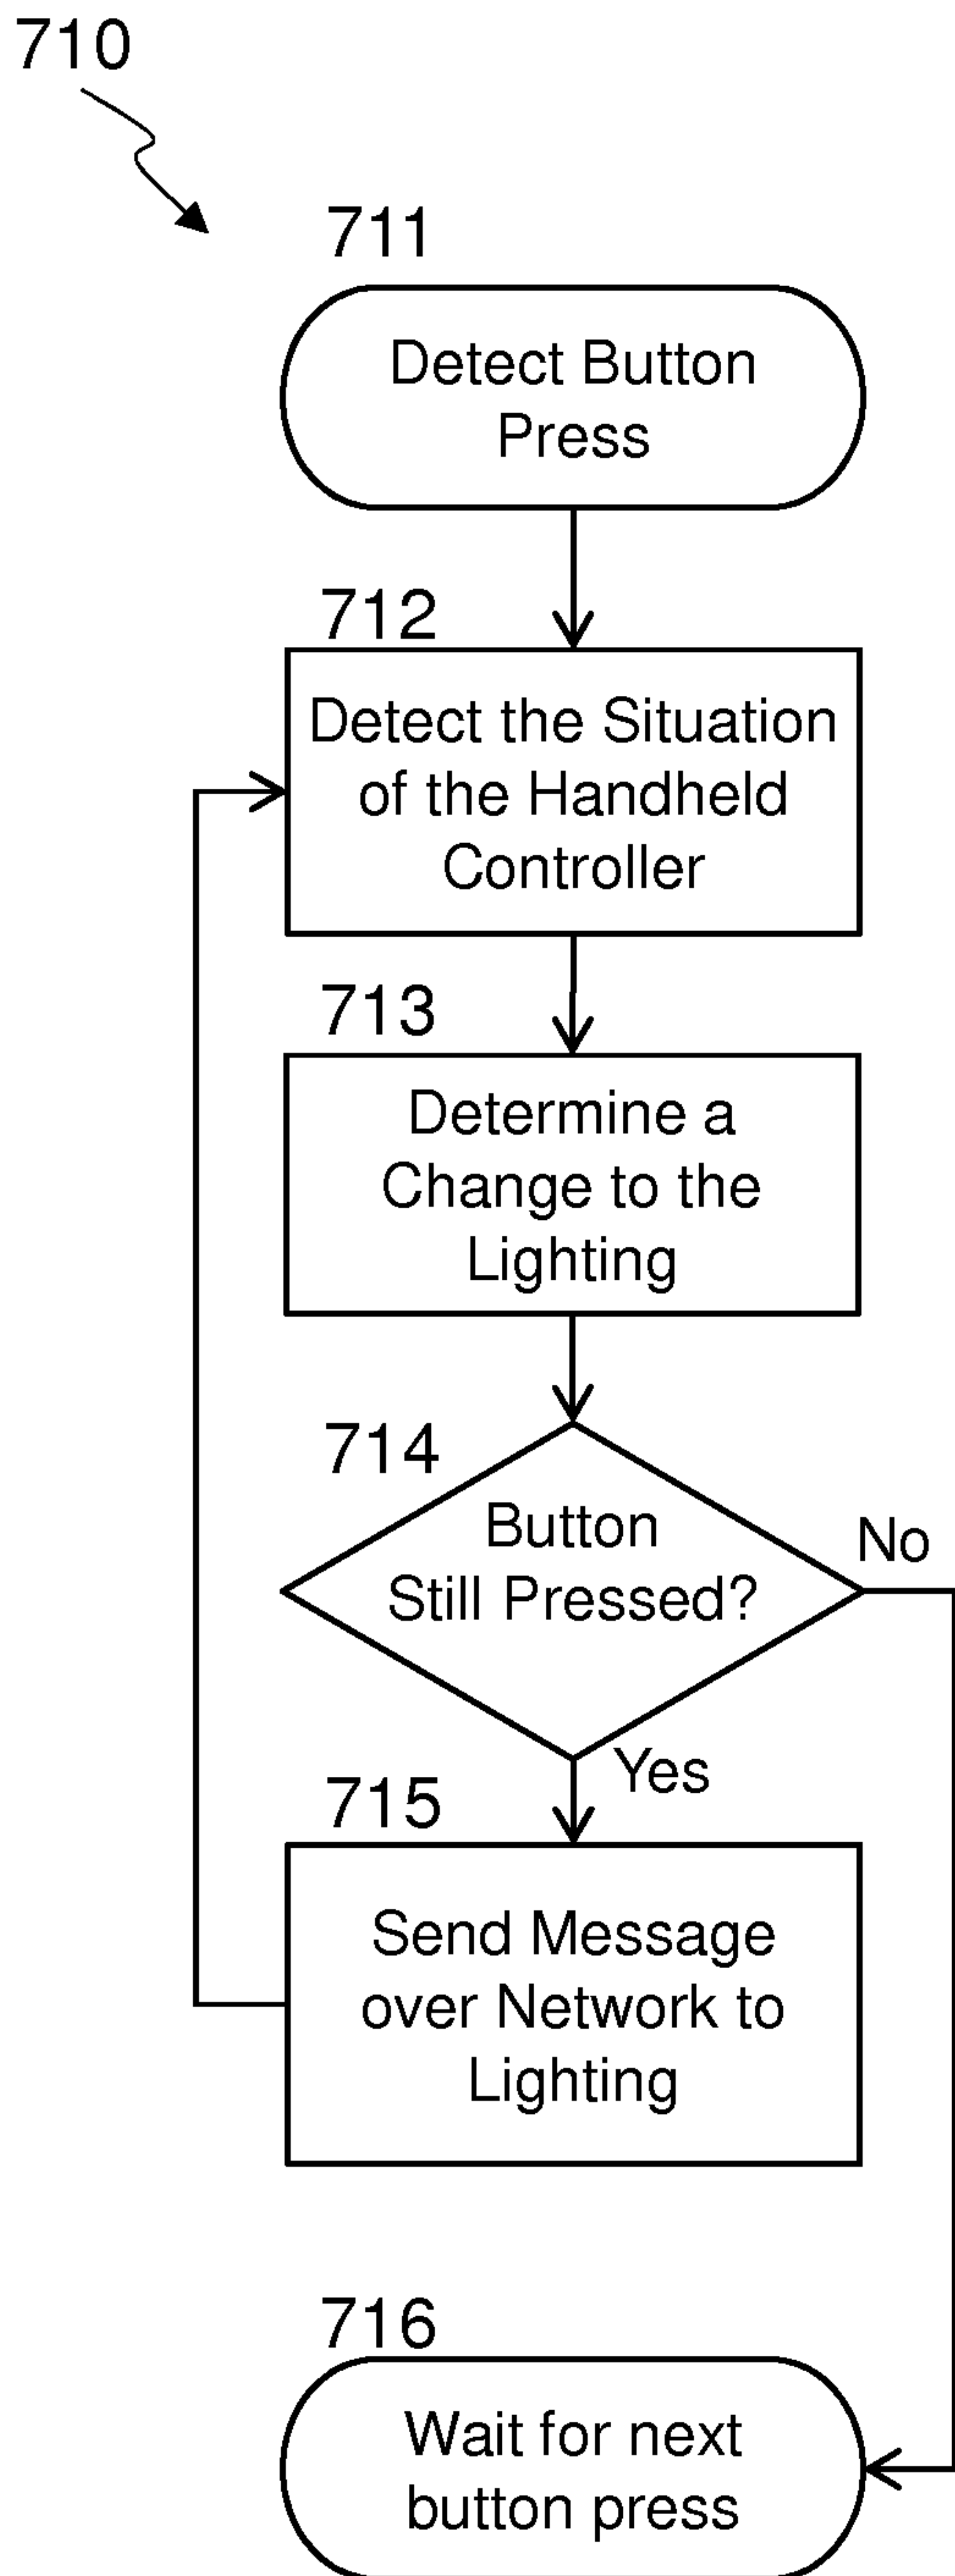 710
711
Detect Button
Press
712
Detect the Situation
of the Handheld
Controller
713
Determine a
Change to the
Lighting
714
Button
Still Pressed?
No
Yes
715
Send Message
over Network to
Lighting
716
Wait for next
button press